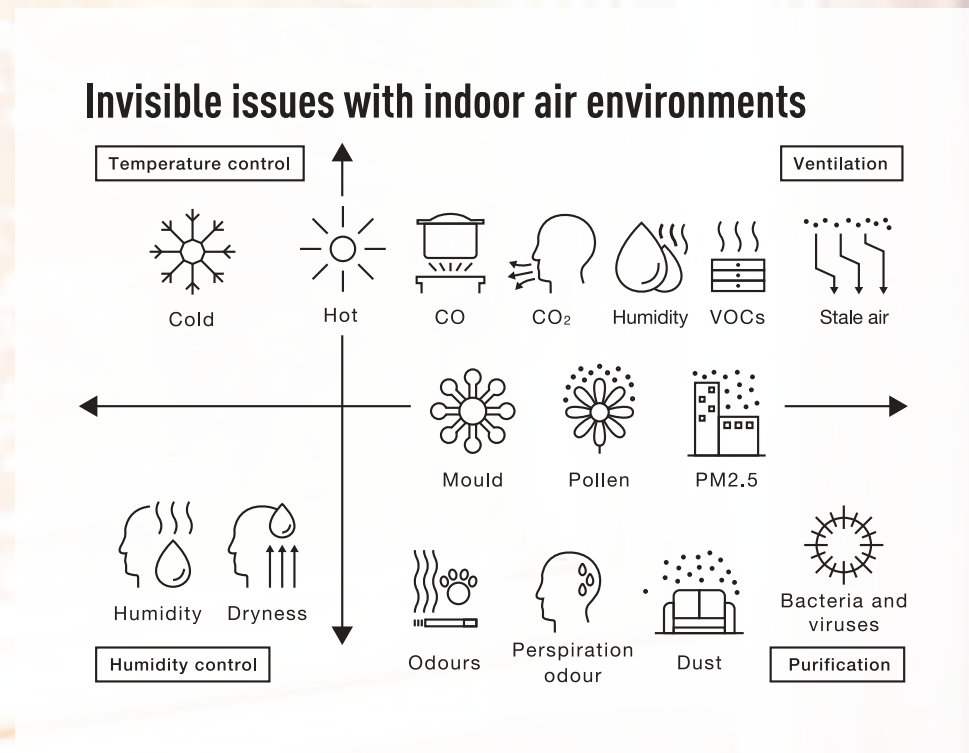 Invisible issues with indoor air environments
Temperature control
Ventilation
Cold
Hot
CO
CO₂
Humidity
VOCs
Stale air
Mould
Pollen
PM2.5
Humidity
Dryness
Odours
Perspiration
odour
Dust
Bacteria and
viruses
Humidity control
Purification